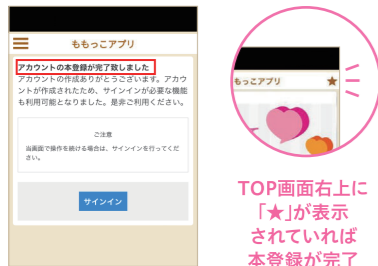 ももっこアプリ
アカウントの本登録が完了致しました
アカウントの作成ありがとうございます。アカウ
ントが作成されたため、サインインが必要な機能
も利用可能となりました。是非ご利用ください。
ご注意
当画面で操作を続ける場合は、サインインを行ってくだ
さい。
サインイン
もっこアプリ ★
TOP画面右上に
「★」が表示
されていれば
本登録が完了